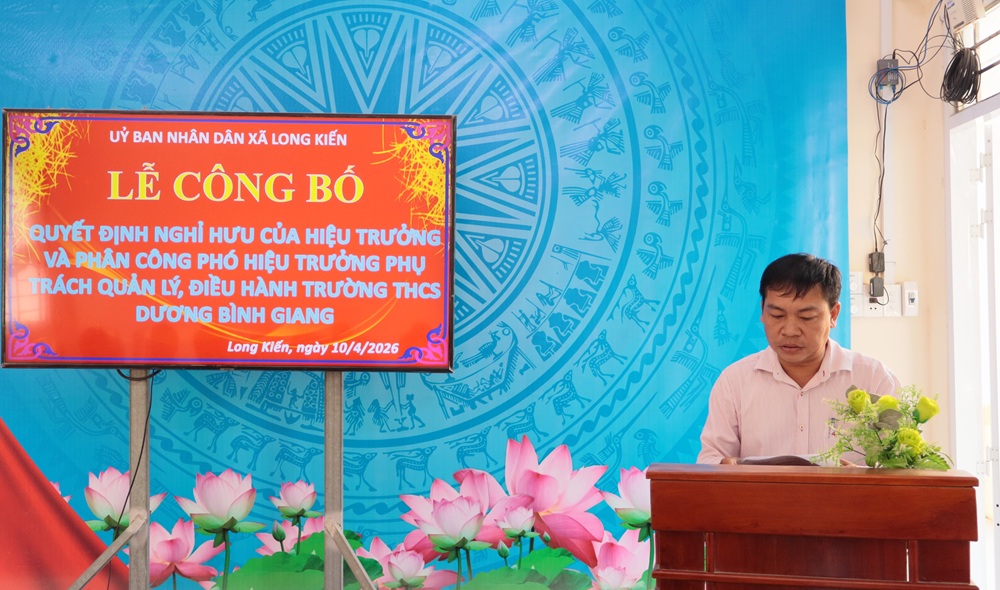 UỶ BAN NHÂN DÂN XÃ LONG KIẾN
LỄ CÔNG BỐ
QUYẾT ĐỊNH NGHỈ HƯU CỦA HIỆU TRƯỞNG
VÀ PHÂN CÔNG PHÓ HIỆU TRƯỞNG PHỤ
TRÁCH QUẢN LÝ, ĐIỀU HÀNH TRƯỜNG THCS
DƯƠNG BÌNH GIANG
Long Kiến, ngày 10/4/2026